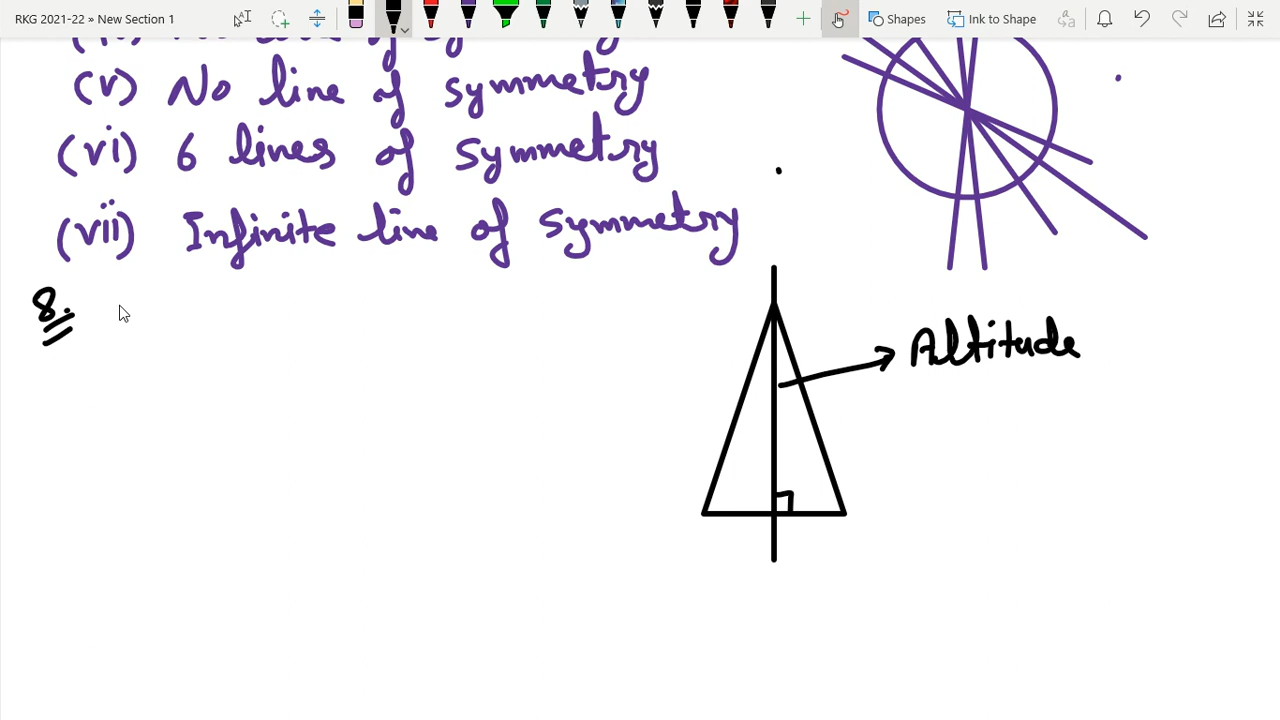 RKG 2021-22 » New Section 1
Shapes
Ink to Shape
(v) No line of symmetry
(vi) 6 lines of symmetry
(vii) Infinite line of symmetry
8.
Altitude